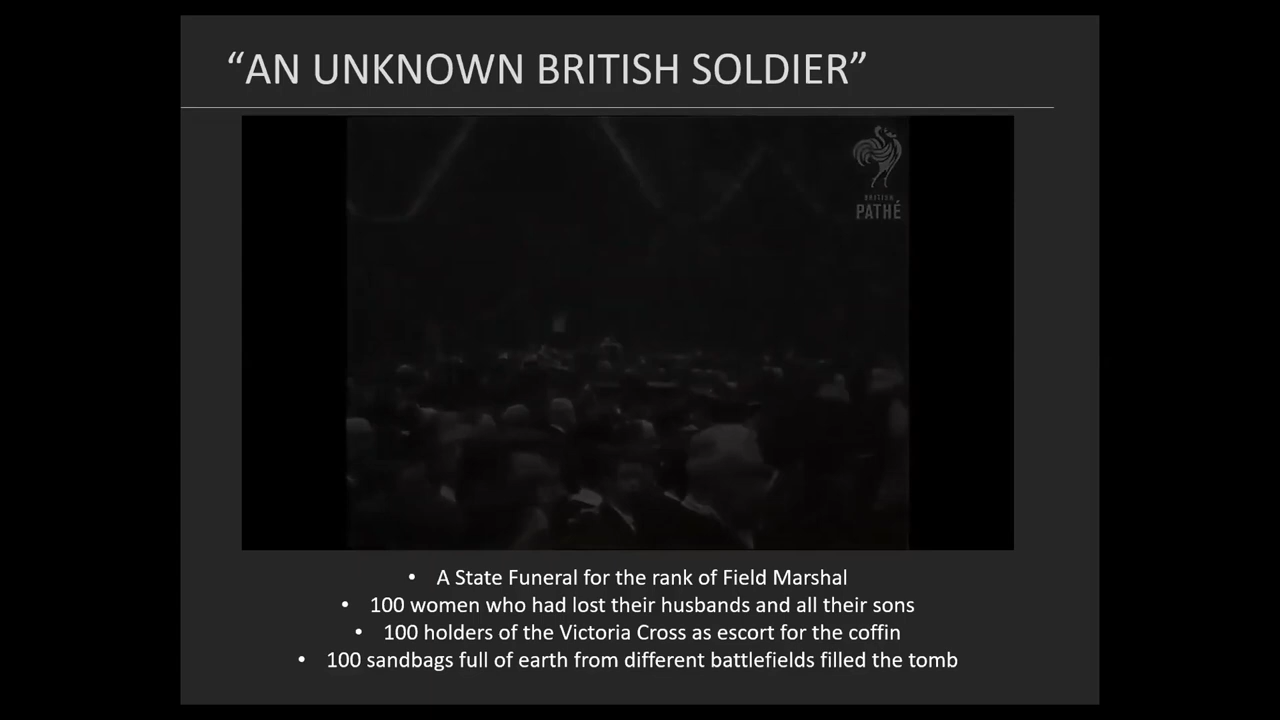 “AN UNKNOWN BRITISH SOLDIER”
BRITISH
PATHÉ
• A State Funeral for the rank of Field Marshal
• 100 women who had lost their husbands and all their sons
• 100 holders of the Victoria Cross as escort for the coffin
• 100 sandbags full of earth from different battlefields filled the tomb